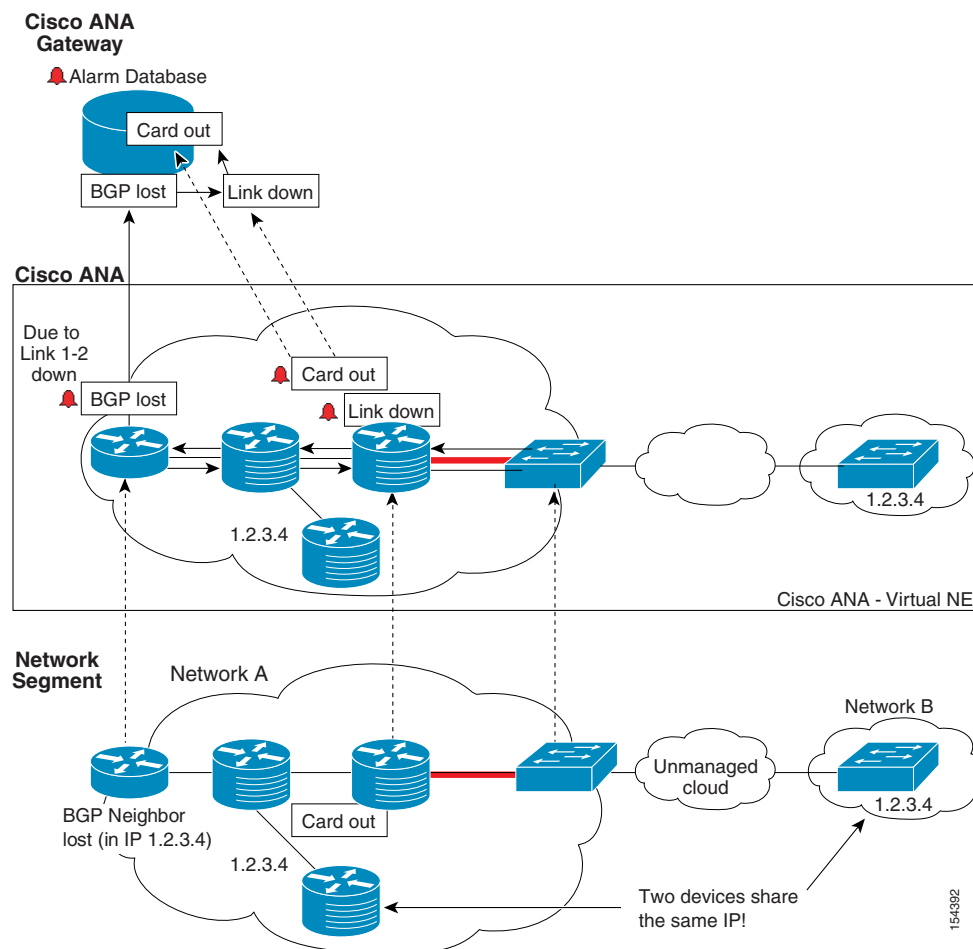 Cisco ANA
Gateway
Alarm Database
Card out
BGP lost
Link down
Cisco ANA
Due to
Link 1-2
down
BGP lost
Card out
Link down
1.2.3.4
1.2.3.4
Cisco ANA - Virtual NE
Network
Segment
Network A
Network B
Unmanaged
cloud
1.2.3.4
BGP Neighbor
lost (in IP 1.2.3.4)
Card out
1.2.3.4
Two devices share
the same IP!
154392